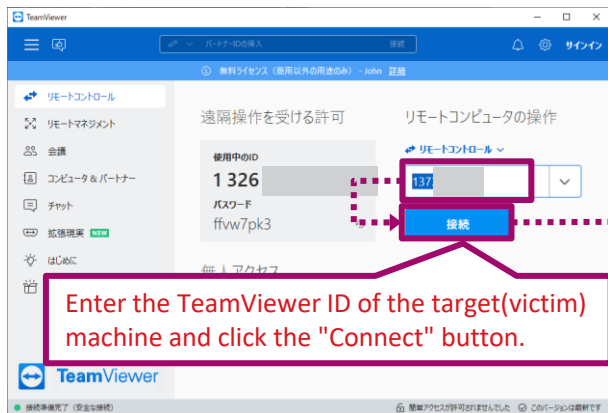 TeamViewer
パートナーIDの挿入
接続
サインイン
無料ライセンス（商用以外の用途のみ） - John 詳細
リモートコントロール
リモートマネジメント
会議
コンピュータ & パートナー
チャット
拡張現実 NEW
はじめに
遠隔操作を受ける許可
使用中のID
1 326
パスワード
ffvw7pk3
無人アクセス
リモートコンピュータの操作
リモートコントロール
137
接続
Enter the TeamViewer ID of the target(victim)
machine and click the "Connect" button.
TeamViewer
接続準備完了（安全な接続）
簡単アクセスが許可されませんでした
このバージョンは最新です